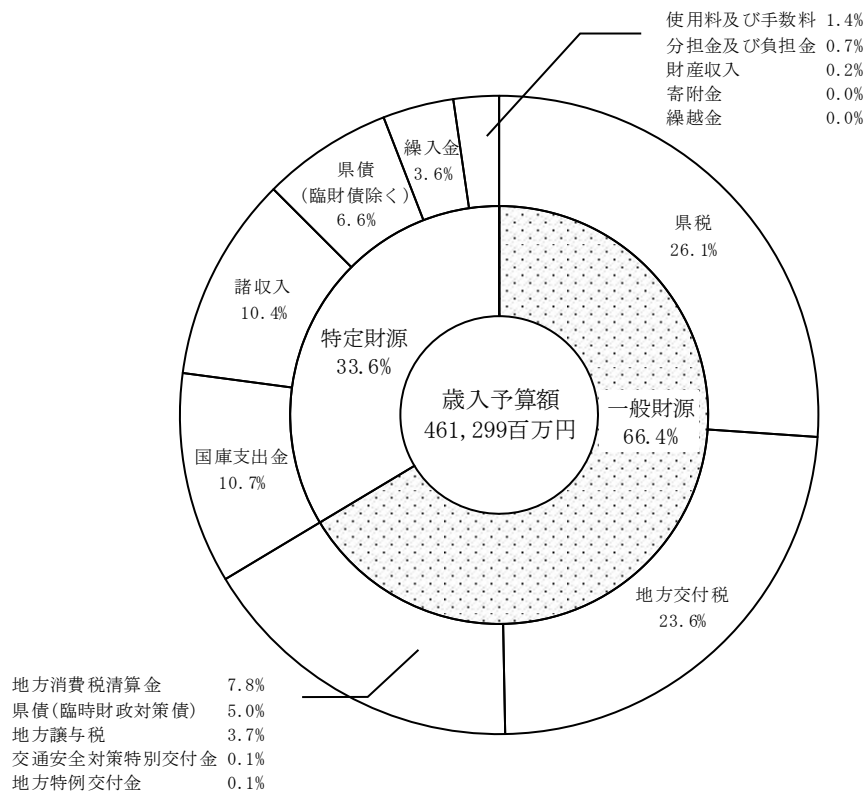 使用料及び手数料 1.4%
分担金及び負担金 0.7%
財産収入 0.2%
寄附金 0.0%
繰越金 0.0%
繰入金
3.6%
県債
(臨財債除く)
6.6%
県税
26.1%
諸収入
10.4%
特定財源
33.6%
歳入予算額
461,299百万円
一般財源
66.4%
国庫支出金
10.7%
地方交付税
23.6%
地方消費税清算金 7.8%
県債(臨時財政対策債) 5.0%
地方譲与税 3.7%
交通安全対策特別交付金 0.1%
地方特例交付金 0.1%